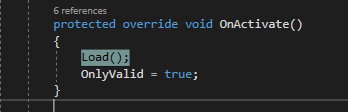 6 references
protected override void OnActivate()
{
Load();
OnlyValid = true;
}